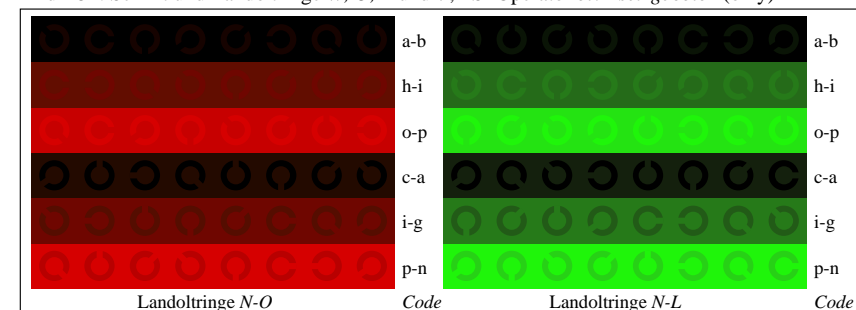 a-b a-b
h-i h-i
o-p o-p
c-a c-a
i-g i-g
p-n p-n
Landoltringe N-O Code Landoltringe N-L Code